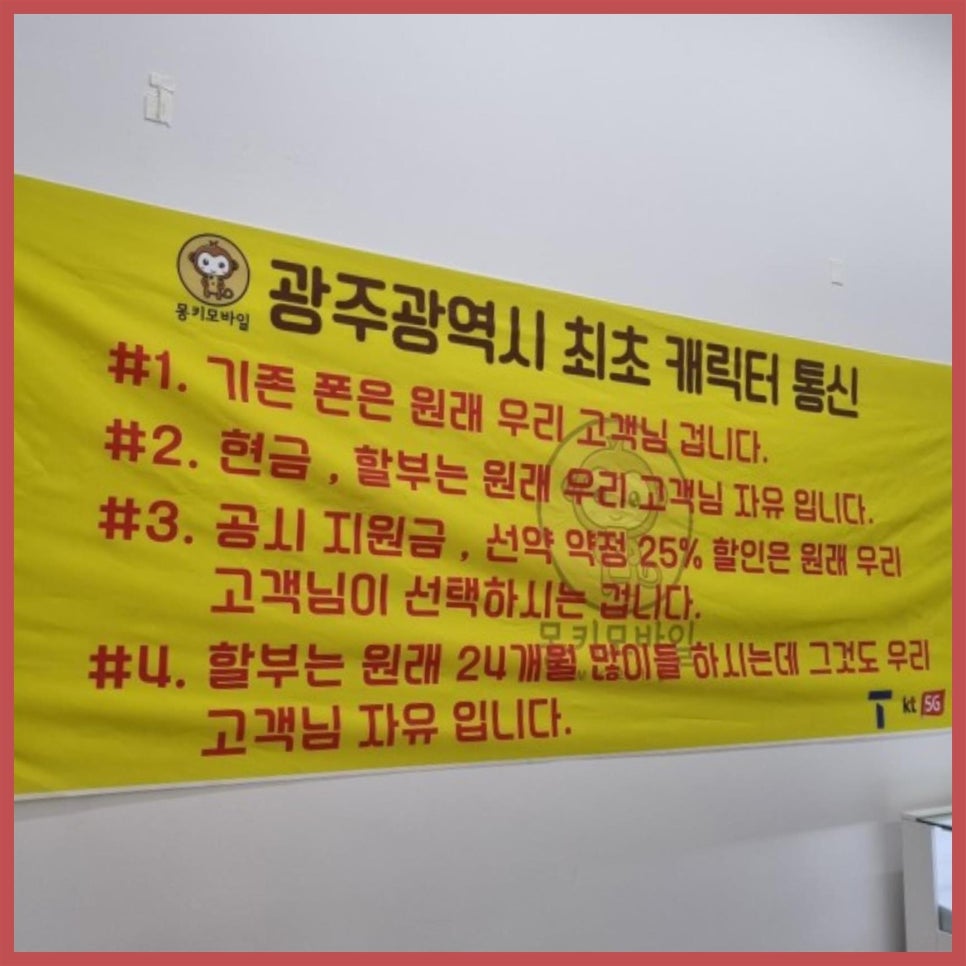 몽키모바일
광주광역시 최초 캐릭터 통신
#1. 기존 폰은 원래 우리 고객님 겁니다.
#2. 현금 , 할부는 원래 우리 고객님 자유 입니다.
#3. 공시 지원금 , 선약 약정 25% 할인은 원래 우리
고객님이 선택하시는 겁니다.
몽키모바일
#4. 할부는 원래 24개월 많이들 하시는데 그것도 우리
고객님 자유 입니다.
T kt 5G